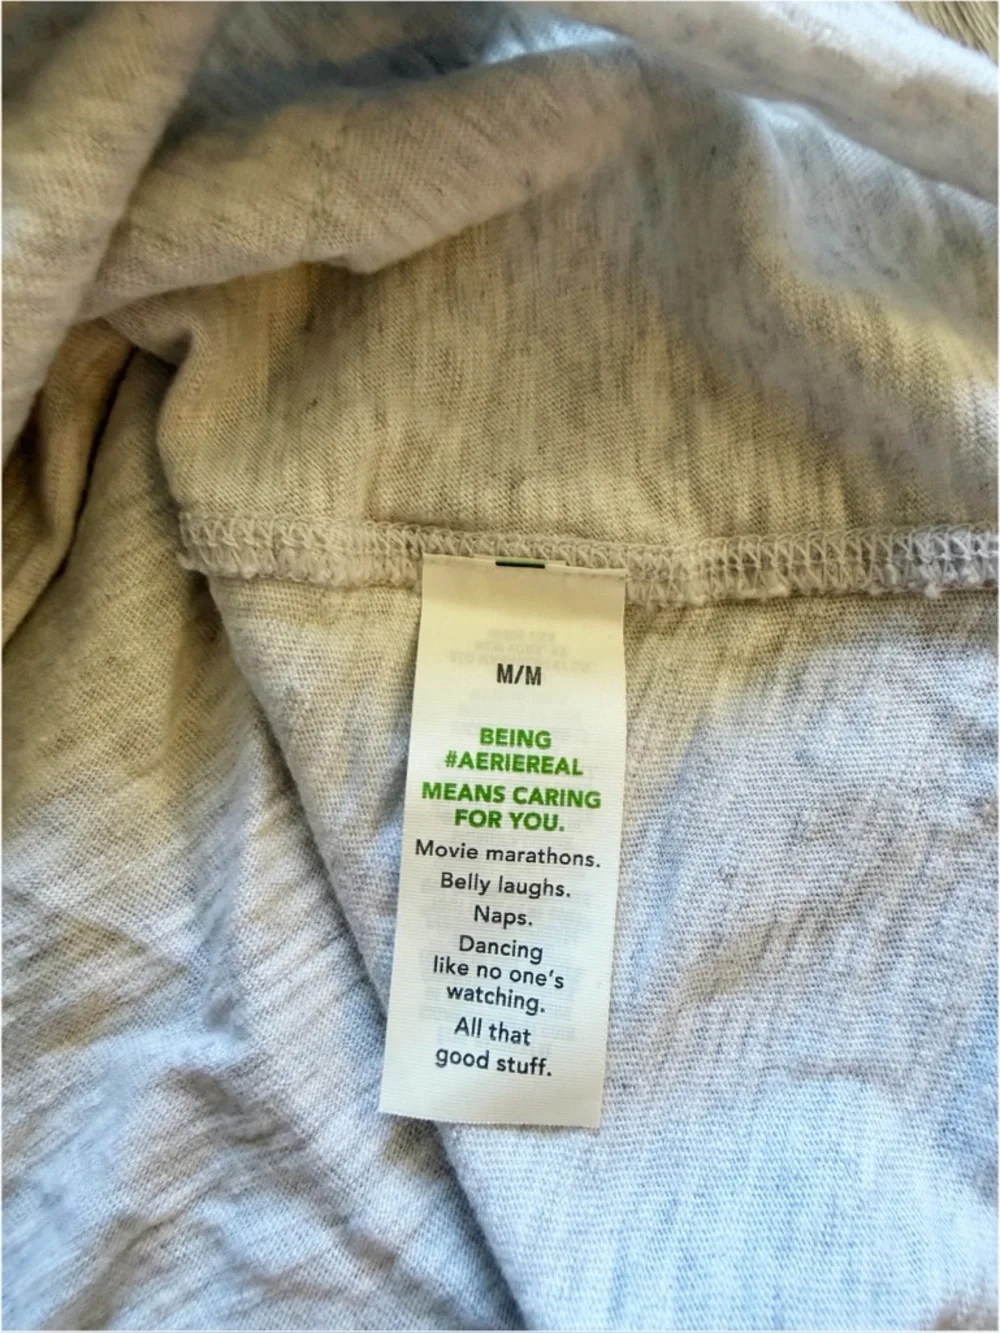 M/M
BEING
#AERIEREAL
MEANS CARING
FOR YOU.
Movie marathons.
Belly laughs.
Naps.
Dancing
like no one's
watching.
All that
good stuff.